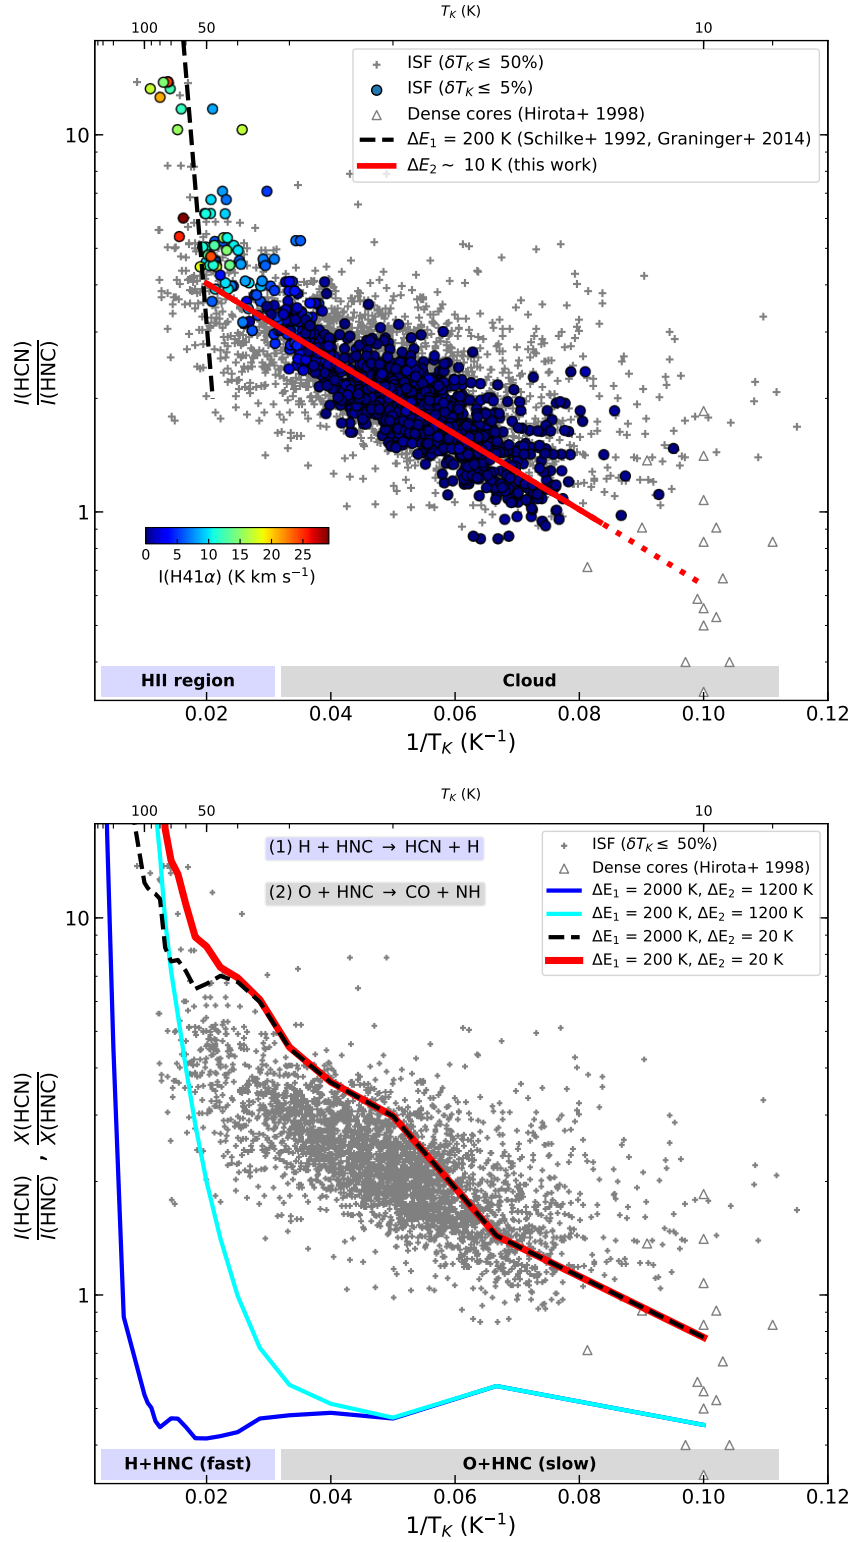 T_K (K)
100 50 10
ISF (δT_K ≤ 50%)
ISF (δT_K ≤ 5%)
Dense cores (Hirota+ 1998)
ΔE₁ = 200 K (Schilke+ 1992, Graninger+ 2014)
ΔE₂ ~ 10 K (this work)
10
1
I(HCN)
I(HNC)
0 5 10 15 20 25
I(H41α) (K km s⁻¹)
HII region Cloud
0.02 0.04 0.06 0.08 0.10 0.12
1/T_K (K⁻¹)
T_K (K)
100 50 10
(1) H + HNC → HCN + H
(2) O + HNC → CO + NH
ISF (δT_K ≤ 50%)
Dense cores (Hirota+ 1998)
ΔE₁ = 2000 K, ΔE₂ = 1200 K
ΔE₁ = 200 K, ΔE₂ = 1200 K
ΔE₁ = 2000 K, ΔE₂ = 20 K
ΔE₁ = 200 K, ΔE₂ = 20 K
10
1
I(HCN) , X(HCN)
I(HNC) X(HNC)
H+HNC (fast) O+HNC (slow)
0.02 0.04 0.06 0.08 0.10 0.12
1/T_K (K⁻¹)